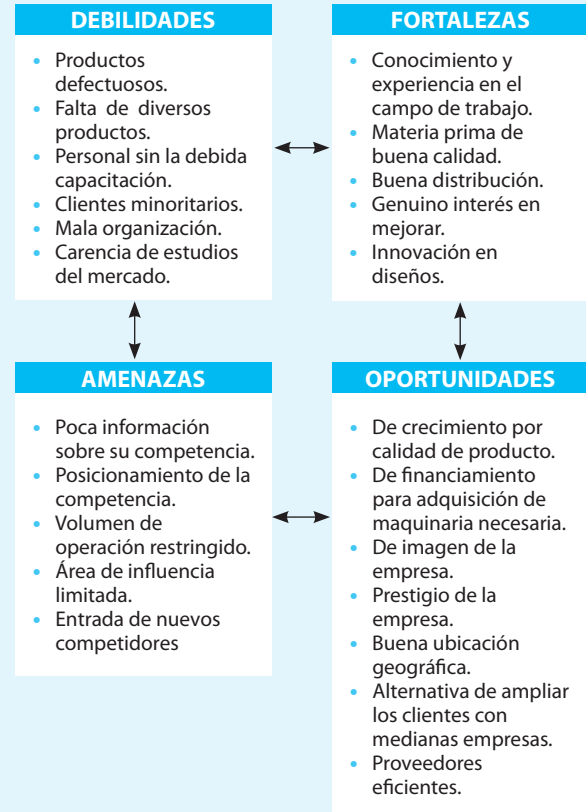 DEBILIDADES
• Productos
defectuosos.
• Falta de diversos
productos.
• Personal sin la debida
capacitación.
• Clientes minoritarios.
• Mala organización.
• Carencia de estudios
del mercado.
FORTALEZAS
• Conocimiento y
experiencia en el
campo de trabajo.
• Materia prima de
buena calidad.
• Buena distribución.
• Genuino interés en
mejorar.
• Innovación en
diseños.
AMENAZAS
• Poca información
sobre su competencia.
• Posicionamiento de la
competencia.
• Volumen de
operación restringido.
• Área de influencia
limitada.
• Entrada de nuevos
competidores
OPORTUNIDADES
• De crecimiento por
calidad de producto.
• De financiamiento
para adquisición de
maquinaria necesaria.
• De imagen de la
empresa.
• Prestigio de la
empresa.
• Buena ubicación
geográfica.
• Alternativa de ampliar
los clientes con
medianas empresas.
• Proveedores
eficientes.